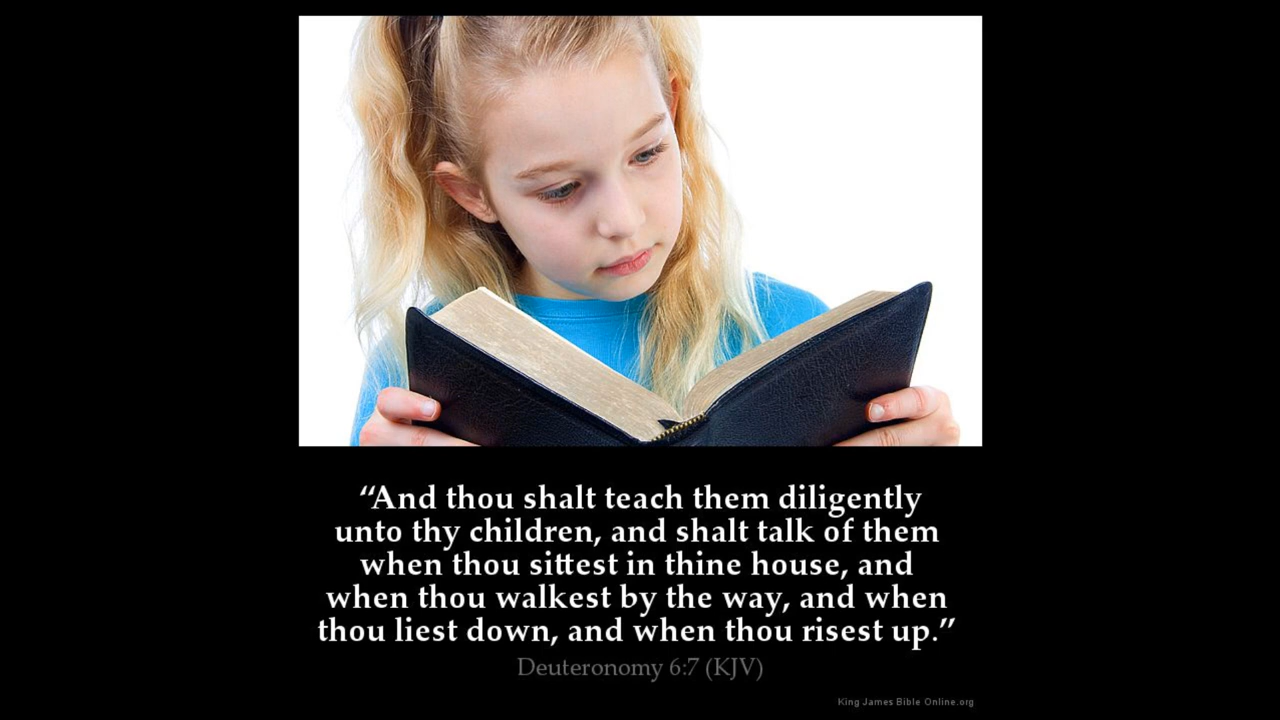 “And thou shalt teach them diligently
unto thy children, and shalt talk of them
when thou sittest in thine house, and
when thou walkest by the way, and when
thou liest down, and when thou risest up.”
Deuteronomy 6:7 (KJV)
King James Bible Online.org